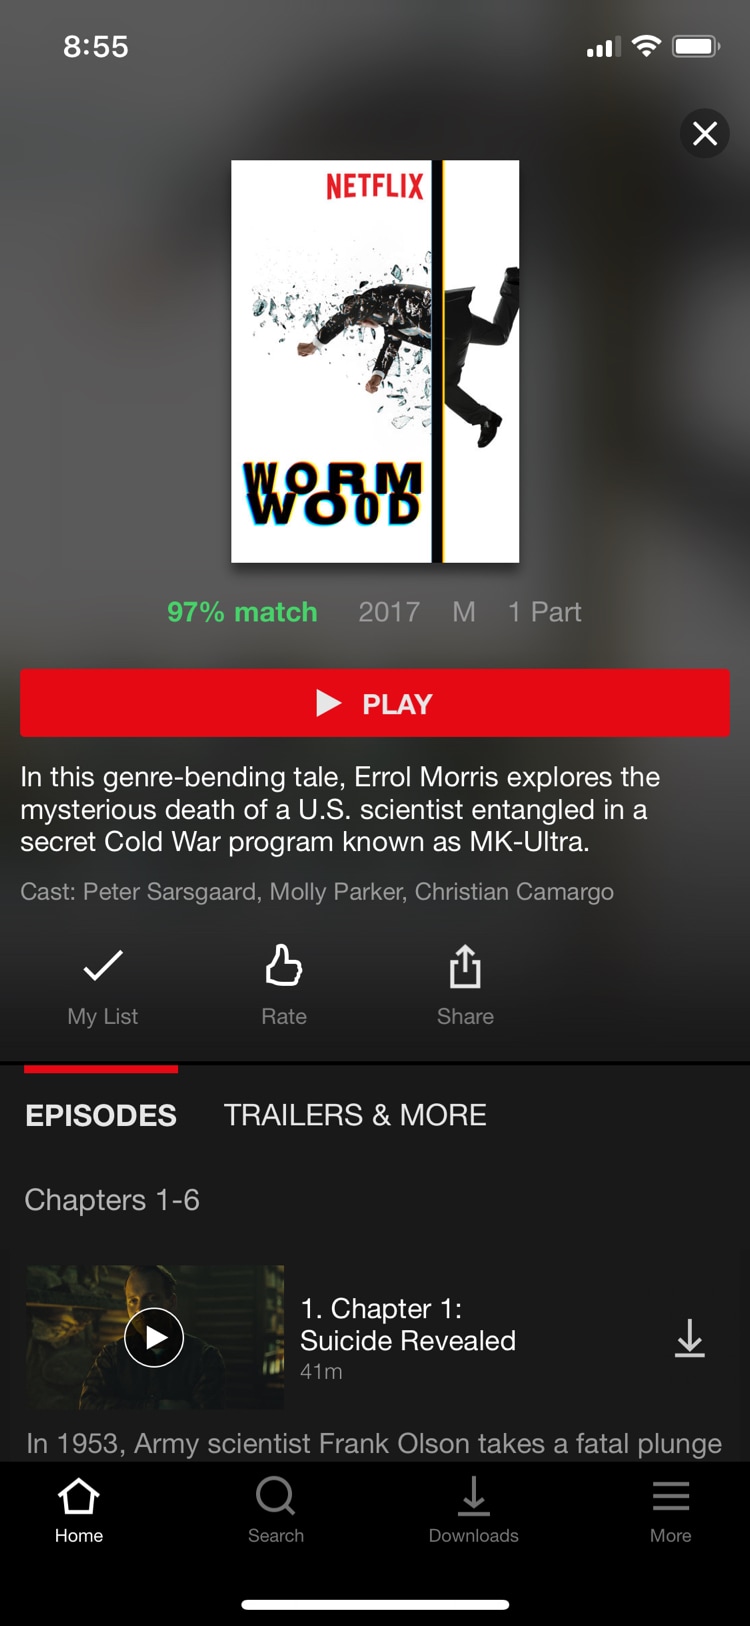 8:55
NETFLIX
WORM
WOOD
97% match 2017 M 1 Part
PLAY
In this genre-bending tale, Errol Morris explores the
mysterious death of a U.S. scientist entangled in a
secret Cold War program known as MK-Ultra.
Cast: Peter Sarsgaard, Molly Parker, Christian Camargo
My List Rate Share
EPISODES TRAILERS & MORE
Chapters 1-6
1. Chapter 1:
Suicide Revealed
41m
In 1953, Army scientist Frank Olson takes a fatal plunge
Home Search Downloads More